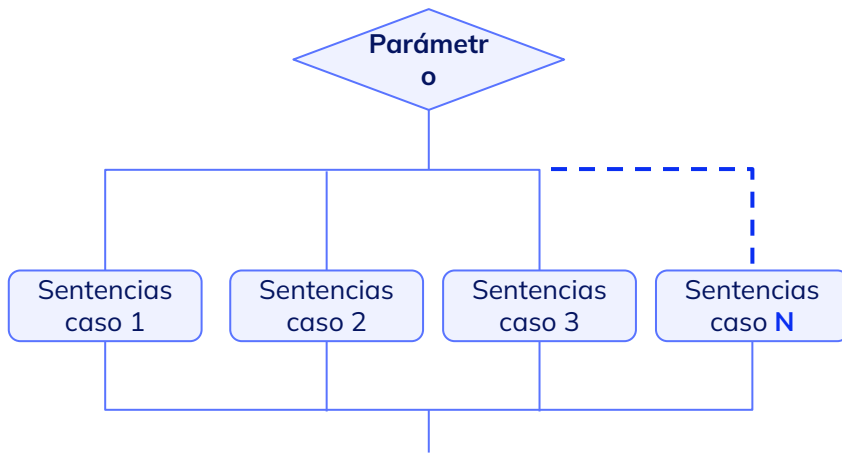 Parámetr
o
Sentencias
caso 1
Sentencias
caso 2
Sentencias
caso 3
Sentencias
caso N